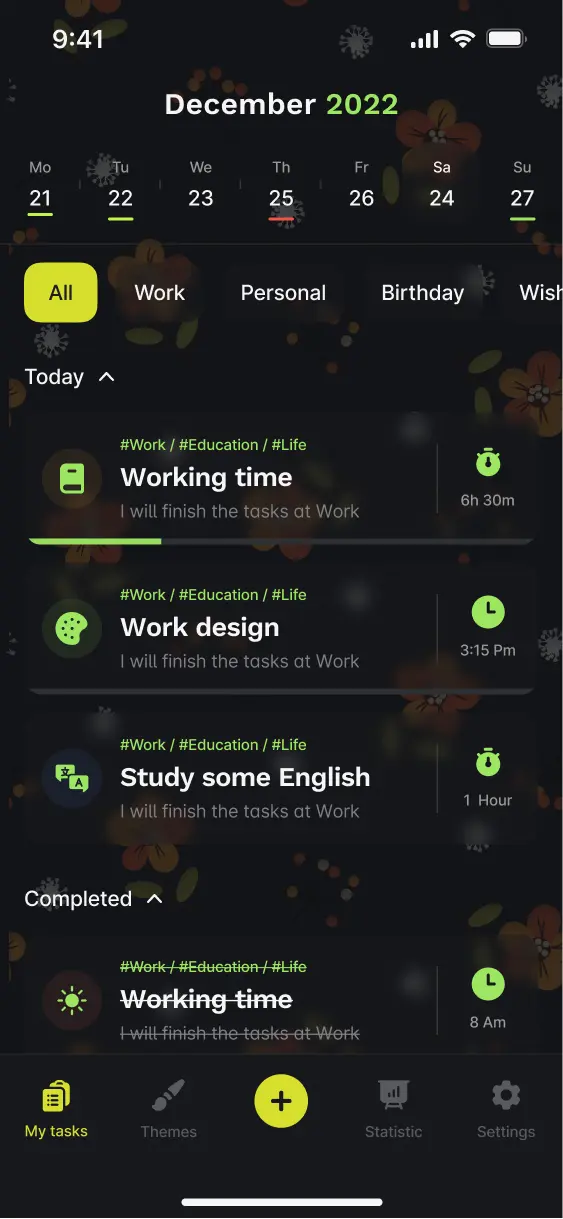 9:41
December 2022
Mo Tu We Th Fr Sa Su
21 22 23 25 26 24 27
All Work Personal Birthday Wish
Today
#Work / #Education / #Life
Working time
I will finish the tasks at Work
6h 30m
#Work / #Education / #Life
Work design
I will finish the tasks at Work
3:15 Pm
#Work / #Education / #Life
Study some English
I will finish the tasks at Work
1 Hour
Completed
#Work / #Education / #Life
Working time
I will finish the tasks at Work
8 Am
My tasks Themes Statistic Settings